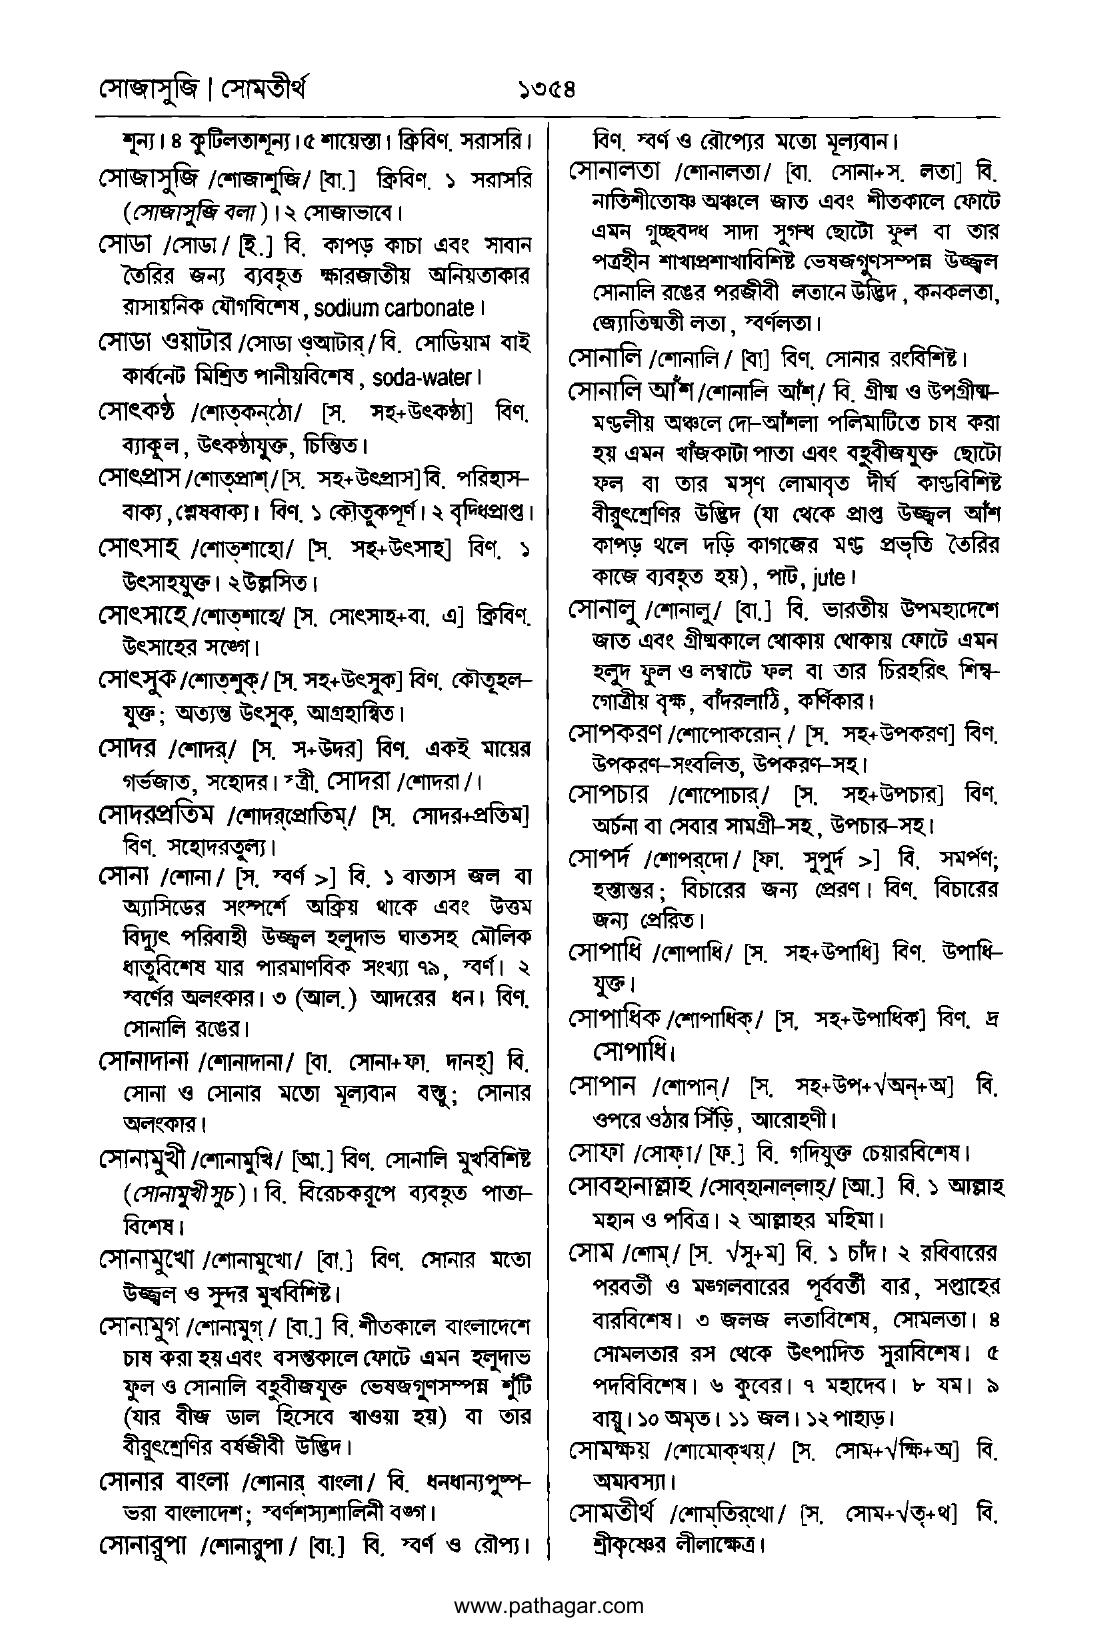 সোজাসুজি | সোমতীর্থ
১৩৫৪
শূন্য। ৪ কুটিলতাশূন্য। ৫ শায়েস্তা। ক্রিবিণ. সরাসরি।
সোজাসুজি /শোজাশুজি/ [বা.] ক্রিবিণ. ১ সরাসরি
(সোজাসুজি বলা)। ২ সোজাভাবে।
সোডা /সোডা/ [ই.] বি. কাপড় কাচা এবং সাবান
তৈরির জন্য ব্যবহৃত ক্ষারজাতীয় অনিয়তাকার
রাসায়নিক যৌগবিশেষ, sodium carbonate।
সোডা ওয়াটার /সোডা ওআটার্/ বি. সোডিয়াম বাই
কার্বনেট মিশ্রিত পানীয়বিশেষ, soda-water।
সোৎকণ্ঠ /শোত্‌কন্‌ঠো/ [স. সহ+উৎকণ্ঠা] বিণ.
ব্যাকুল, উৎকণ্ঠাযুক্ত, চিন্তিত।
সোৎপ্রাস /শোত্‌প্রাশ্/ [স. সহ+উৎপ্রাস] বি. পরিহাস-
বাক্য, শ্লেষবাক্য। বিণ. ১ কৌতুকপূর্ণ। ২ বৃদ্ধিপ্রাপ্ত।
সোৎসাহ /শোত্‌শাহো/ [স. সহ+উৎসাহ] বিণ. ১
উৎসাহযুক্ত। ২ উল্লসিত।
সোৎসাহে /শোত্‌শাহে/ [স. সোৎসাহ+বা. এ] ক্রিবিণ.
উৎসাহের সঙ্গে।
সোৎসুক /শোত্‌শুক্/ [স. সহ+উৎসুক] বিণ. কৌতূহল-
যুক্ত; অত্যন্ত উৎসুক, আগ্রহান্বিত।
সোদর /শোদর্/ [স. স+উদর] বিণ. একই মায়ের
গর্ভজাত, সহোদর। স্ত্রী. সোদরা /শোদরা/।
সোদরপ্রতিম /শোদর্‌প্রোতিম্/ [স. সোদর+প্রতিম]
বিণ. সহোদরতুল্য।
সোনা /শোনা/ [স. স্বর্ণ >] বি. ১ বাতাস জল বা
অ্যাসিডের সংস্পর্শে অক্রিয় থাকে এবং উত্তম
বিদ্যুৎ পরিবাহী উজ্জ্বল হলুদাভ ঘাতসহ মৌলিক
ধাতুবিশেষ যার পারমাণবিক সংখ্যা ৭৯, স্বর্ণ। ২
স্বর্ণের অলংকার। ৩ (আল.) আদরের ধন। বিণ.
সোনালি রঙের।
সোনাদানা /শোনাদানা/ [বা. সোনা+ফা. দানহ্] বি.
সোনা ও সোনার মতো মূল্যবান বস্তু; সোনার
অলংকার।
সোনামুখী /শোনামুখি/ [আ.] বিণ. সোনালি মুখবিশিষ্ট
(সোনামুখী সুচ)। বি. বিরেচকরূপে ব্যবহৃত পাতা-
বিশেষ।
সোনামুখো /শোনামুখো/ [বা.] বিণ. সোনার মতো
উজ্জ্বল ও সুন্দর মুখবিশিষ্ট।
সোনামুগ /শোনামুগ্/ [বা.] বি. শীতকালে বাংলাদেশে
চাষ করা হয় এবং বসন্তকালে ফোটে এমন হলুদাভ
ফুল ও সোনালি বহুবীজযুক্ত ভেষজগুণসম্পন্ন শুঁটি
(যার বীজ ডাল হিসেবে খাওয়া হয়) বা তার
বীরুৎশ্রেণির বর্ষজীবী উদ্ভিদ।
সোনার বাংলা /শোনার্ বাংলা/ বি. ধনধান্যপুষ্প-
ভরা বাংলাদেশ; স্বর্ণশস্যশালিনী বঙ্গ।
সোনারুপা /শোনারুপা/ [বা.] বি. স্বর্ণ ও রৌপ্য।
বিণ. স্বর্ণ ও রৌপ্যের মতো মূল্যবান।
সোনালতা /শোনালতা/ [বা. সোনা+স. লতা] বি.
নাতিশীতোষ্ণ অঞ্চলে জাত এবং শীতকালে ফোটে
এমন গুচ্ছবদ্ধ সাদা সুগন্ধ ছোটো ফুল বা তার
পত্রহীন শাখাপ্রশাখাবিশিষ্ট ভেষজগুণসম্পন্ন উজ্জ্বল
সোনালি রঙের পরজীবী লতানে উদ্ভিদ, কনকলতা,
জ্যোতিষ্মতী লতা, স্বর্ণলতা।
সোনালি /শোনালি/ [বা] বিণ. সোনার রংবিশিষ্ট।
সোনালি আঁশ /শোনালি আঁশ্/ বি. গ্রীষ্ম ও উপগ্রীষ্ম-
মণ্ডলীয় অঞ্চলে দো-আঁশলা পলিমাটিতে চাষ করা
হয় এমন খাঁজকাটা পাতা এবং বহুবীজযুক্ত ছোটো
ফল বা তার মসৃণ লোমাবৃত দীর্ঘ কাণ্ডবিশিষ্ট
বীরুৎশ্রেণির উদ্ভিদ (যা থেকে প্রাপ্ত উজ্জ্বল আঁশ
কাপড় থলে দড়ি কাগজের মণ্ড প্রভৃতি তৈরির
কাজে ব্যবহৃত হয়), পাট, jute।
সোনালু /শোনালু/ [বা.] বি. ভারতীয় উপমহাদেশে
জাত এবং গ্রীষ্মকালে থোকায় থোকায় ফোটে এমন
হলুদ ফুল ও লম্বাটে ফল বা তার চিরহরিৎ শিম্ব-
গোত্রীয় বৃক্ষ, বাঁদরলাঠি, কর্ণিকার।
সোপকরণ /শোপোকরোন্/ [স. সহ+উপকরণ] বিণ.
উপকরণ-সংবলিত, উপকরণ-সহ।
সোপচার /শোপোচার্/ [স. সহ+উপচার] বিণ.
অর্চনা বা সেবার সামগ্রী-সহ, উপচার-সহ।
সোপর্দ /শোপর্‌দো/ [ফা. সুপুর্দ >] বি. সমর্পণ;
হস্তান্তর; বিচারের জন্য প্রেরণ। বিণ. বিচারের
জন্য প্রেরিত।
সোপাধি /শোপাধি/ [স. সহ+উপাধি] বিণ. উপাধি-
যুক্ত।
সোপাধিক /শোপাধিক্/ [স. সহ+উপাধিক] বিণ. দ্র
সোপাধি।
সোপান /শোপান্/ [স. সহ+উপ+√অন্+অ] বি.
ওপরে ওঠার সিঁড়ি, আরোহণী।
সোফা /সোফ়া/ [ফ.] বি. গদিযুক্ত চেয়ারবিশেষ।
সোবহানাল্লাহ /সোব্‌হানাল্‌লাহ্/ [আ.] বি. ১ আল্লাহ
মহান ও পবিত্র। ২ আল্লাহর মহিমা।
সোম /শোম্/ [স. √সু+ম] বি. ১ চাঁদ। ২ রবিবারের
পরবর্তী ও মঙ্গলবারের পূর্ববর্তী বার, সপ্তাহের
বারবিশেষ। ৩ জলজ লতাবিশেষ, সোমলতা। ৪
সোমলতার রস থেকে উৎপাদিত সুরাবিশেষ। ৫
পদবিবিশেষ। ৬ কুবের। ৭ মহাদেব। ৮ যম। ৯
বায়ু। ১০ অমৃত। ১১ জল। ১২ পাহাড়।
সোমক্ষয় /শোমোক্‌খয়্/ [স. সোম+√ক্ষি+অ] বি.
অমাবস্যা।
সোমতীর্থ /শোম্‌তির্‌থো/ [স. সোম+√তৃ+থ] বি.
শ্রীকৃষ্ণের লীলাক্ষেত্র।
www.pathagar.com